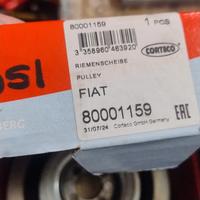 80001159
1 PCS
3 358960 463920
CORTECO
RIEMENSCHEIBE
PULLEY
FIAT
80001159
EAC
31/07/24 Corteco GmbH Germany
OSI
BERG